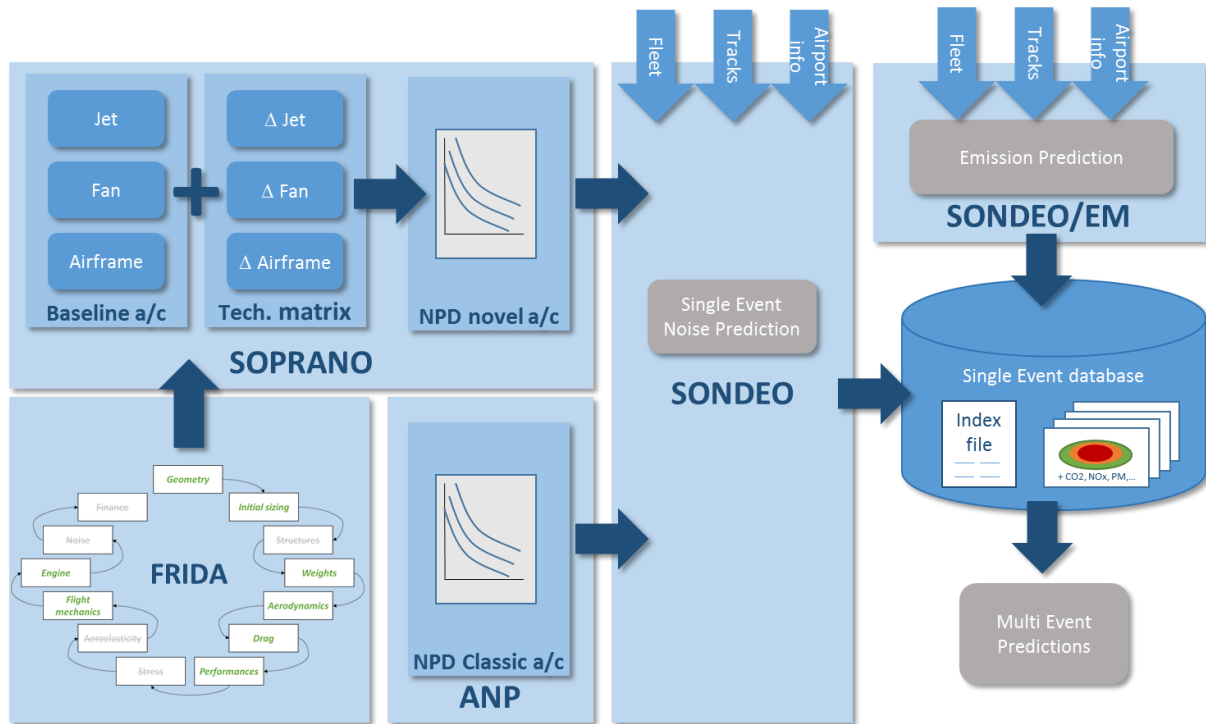 Fleet
Tracks
Airport
info
Fleet
Tracks
Airport
info
Jet
Fan
Airframe
Baseline a/c
Δ Jet
Δ Fan
Δ Airframe
Tech. matrix
NPD novel a/c
SOPRANO
Single Event
Noise Prediction
SONDEO
Emission Prediction
SONDEO/EM
Single Event database
Index
file
+ CO2, NOx, PM,...
Multi Event
Predictions
Geometry
Initial sizing
Structures
Weights
Aerodynamics
Drag
Performances
Stress
Aeroelasticity
Flight
mechanics
Engine
Noise
Finance
FRIDA
NPD Classic a/c
ANP